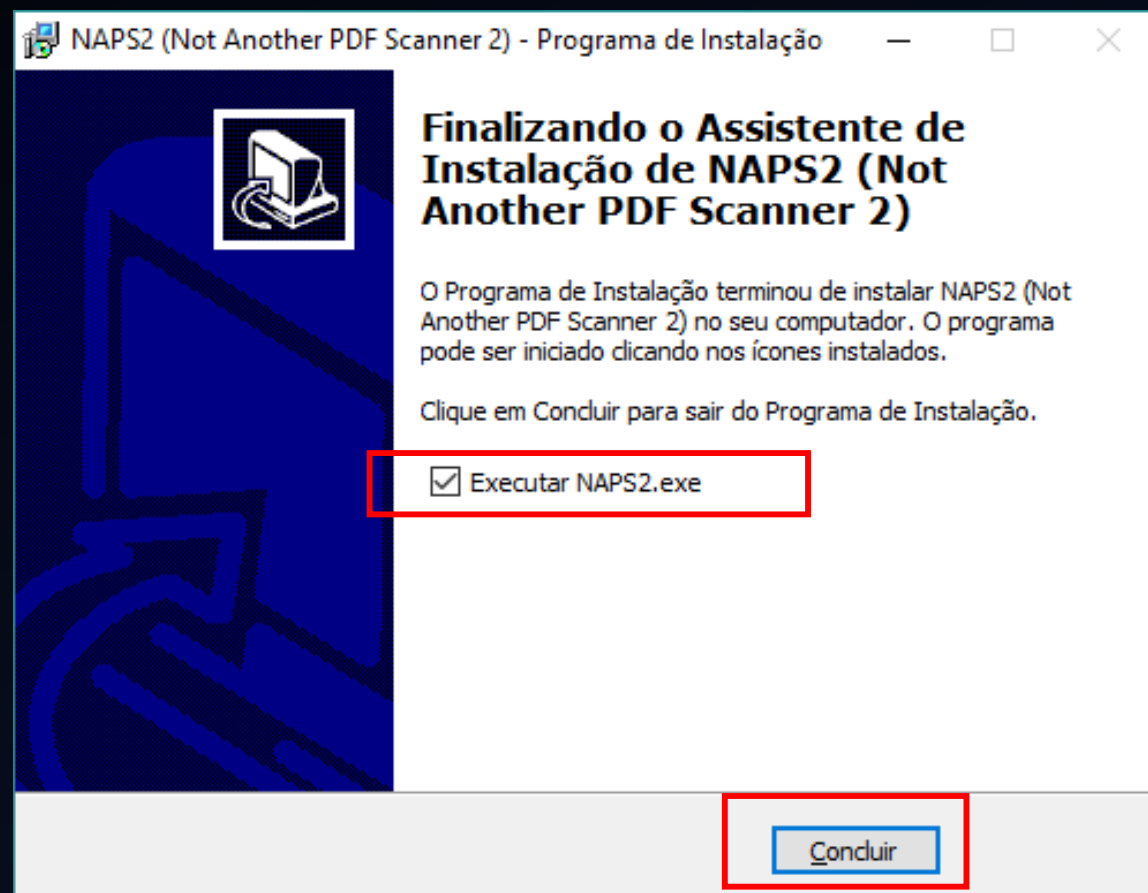 NAPS2 (Not Another PDF Scanner 2) - Programa de Instalação
Finalizando o Assistente de
Instalação de NAPS2 (Not
Another PDF Scanner 2)
O Programa de Instalação terminou de instalar NAPS2 (Not
Another PDF Scanner 2) no seu computador. O programa
pode ser iniciado clicando nos ícones instalados.
Clique em Concluir para sair do Programa de Instalação.
Executar NAPS2.exe
Concluir